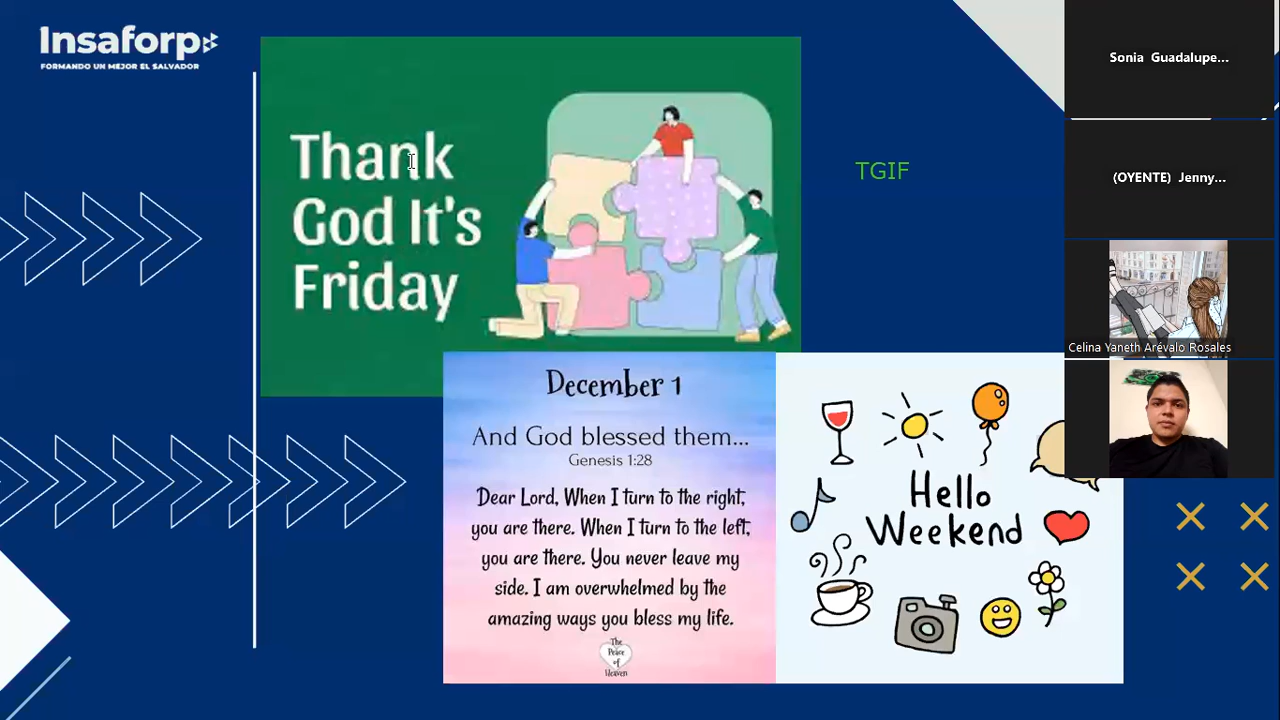 Insaforp
FORMANDO UN MEJOR EL SALVADOR
Thank
God It's
Friday
TGIF
December 1
And God blessed them...
Genesis 1:28
Dear Lord, When I turn to the right,
you are there. When I turn to the left,
you are there. You never leave my
side. I am overwhelmed by the
amazing ways you bless my life.
The
Peace
of
Heaven
Hello
Weekend
Sonia Guadalupe...
(OYENTE) Jenny...
Celina Yaneth Arévalo Rosales